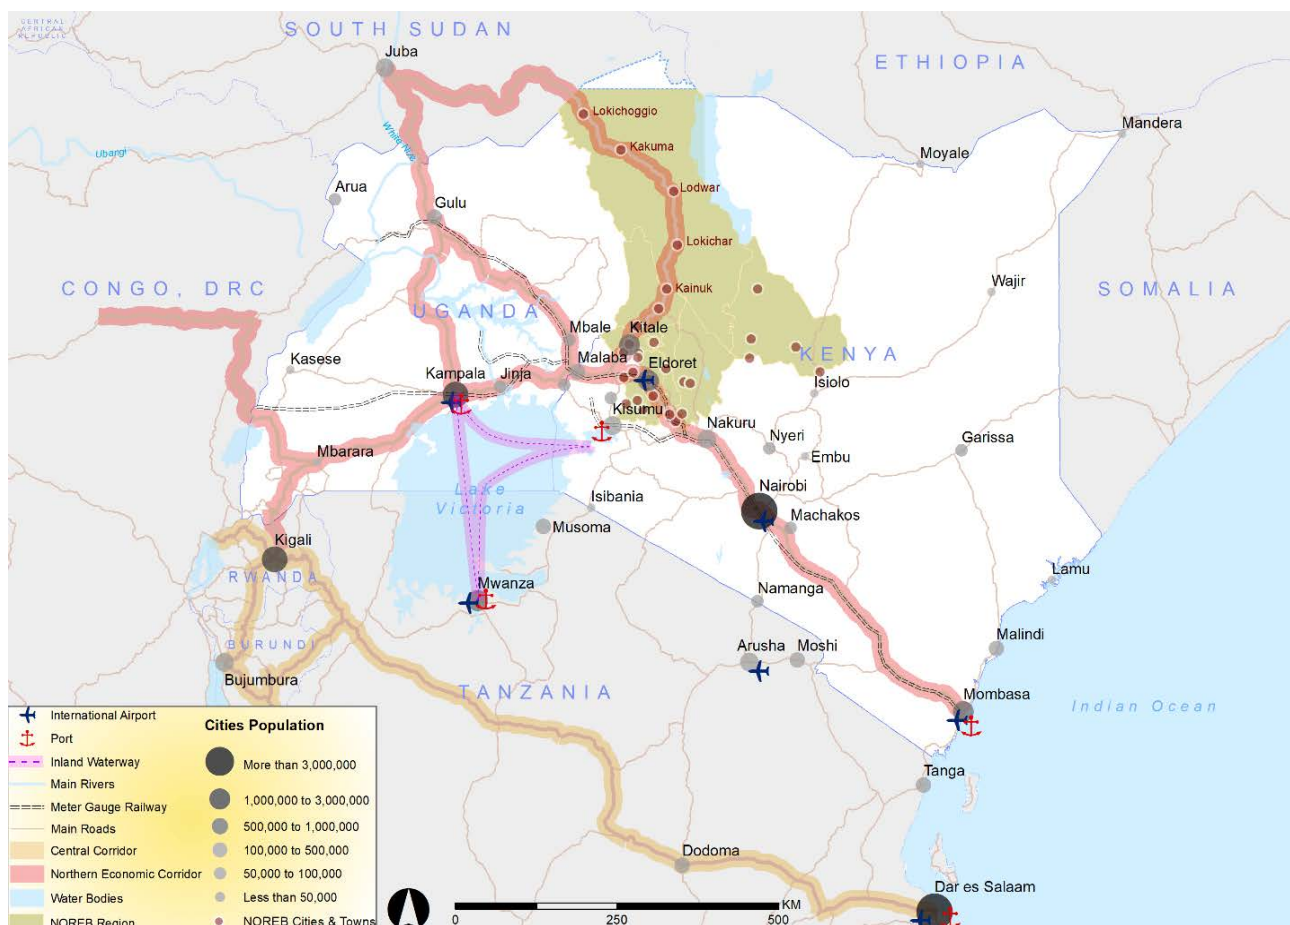 CENTRAL
AFRICAN
REPUBLIC
SOUTH SUDAN
Juba
ETHIOPIA
Lokichoggio
Mandera
White Nile
Ubangi
Kakuma
Moyale
Arua
Lodwar
Gulu
Lokichar
Wajir
CONGO, DRC
Kainuk
SOMALIA
UGANDA
Mbale
Kitale
Kasese
Malaba
Eldoret
KENYA
Kampala
Jinja
Isiolo
Kisumu
Nakuru
Nyeri
Garissa
Mbarara
Embu
Nairobi
Lake
Victoria
Isibania
Machakos
Musoma
Kigali
RWANDA
Lamu
Mwanza
Namanga
BURUNDI
Arusha
Moshi
Malindi
Bujumbura
TANZANIA
Mombasa
Indian Ocean
Tanga
Dodoma
Dar es Salaam
International Airport
Port
Inland Waterway
Main Rivers
Meter Gauge Railway
Main Roads
Central Corridor
Northern Economic Corridor
Water Bodies
NOREB Region
Cities Population
More than 3,000,000
1,000,000 to 3,000,000
500,000 to 1,000,000
100,000 to 500,000
50,000 to 100,000
Less than 50,000
NOREB Cities & Towns
KM
0
250
500